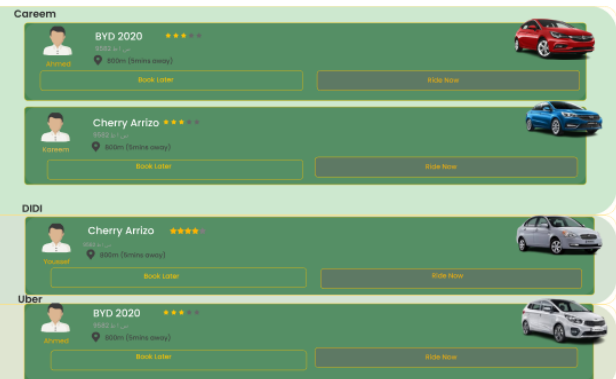 Careem
BYD 2020
Ahmed
800m (5mins away)
Book Later
Ride Now
Cherry Arrizo
Kareem
800m (5mins away)
Book Later
Ride Now
DIDI
Cherry Arrizo
Youssef
800m (5mins away)
Book Later
Ride Now
Uber
BYD 2020
Ahmed
800m (5mins away)
Book Later
Ride Now